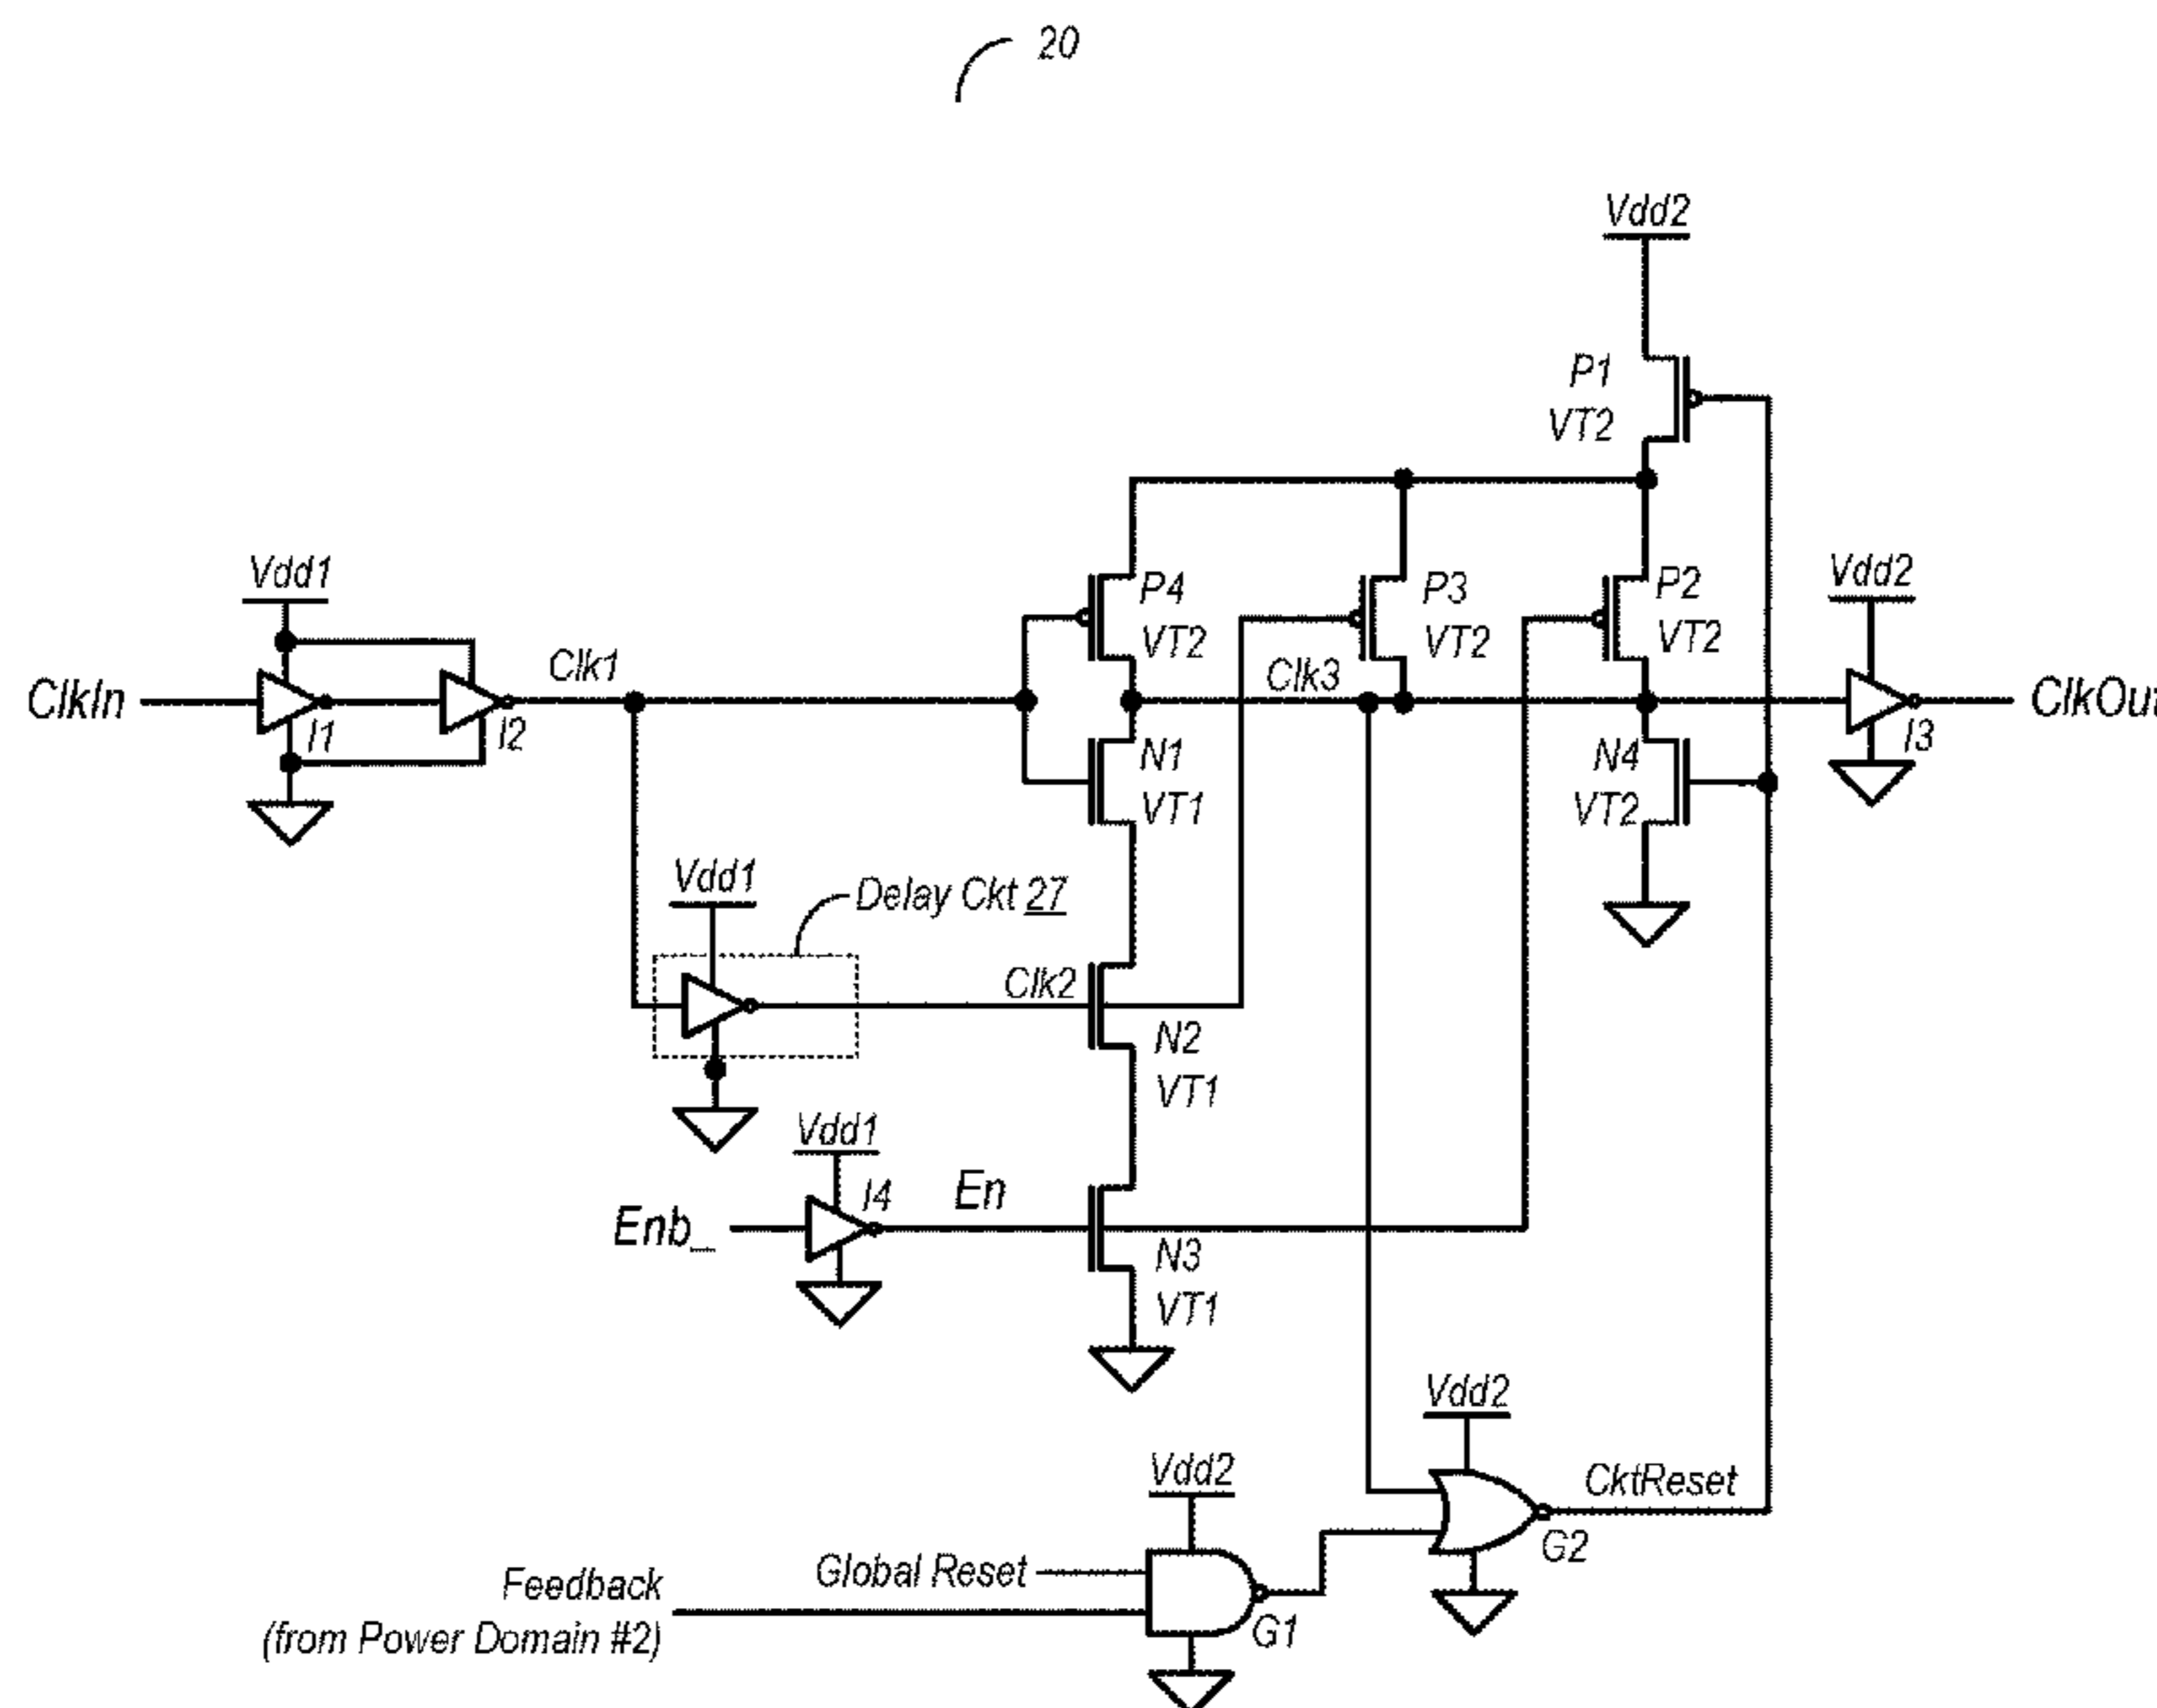 20
Vdd2
P1
VT2
Vdd1
P4
VT2
P3
VT2
P2
VT2
Vdd2
ClkIn
I1
I2
Clk1
Clk3
N1
VT1
N4
VT2
I3
Vdd1
Delay Ckt 27
Clk2
N2
VT1
Vdd1
I4
Enb_
En
N3
VT1
Vdd2
Vdd2
CktReset
G2
Global Reset
Feedback
(from Power Domain #2)
G1